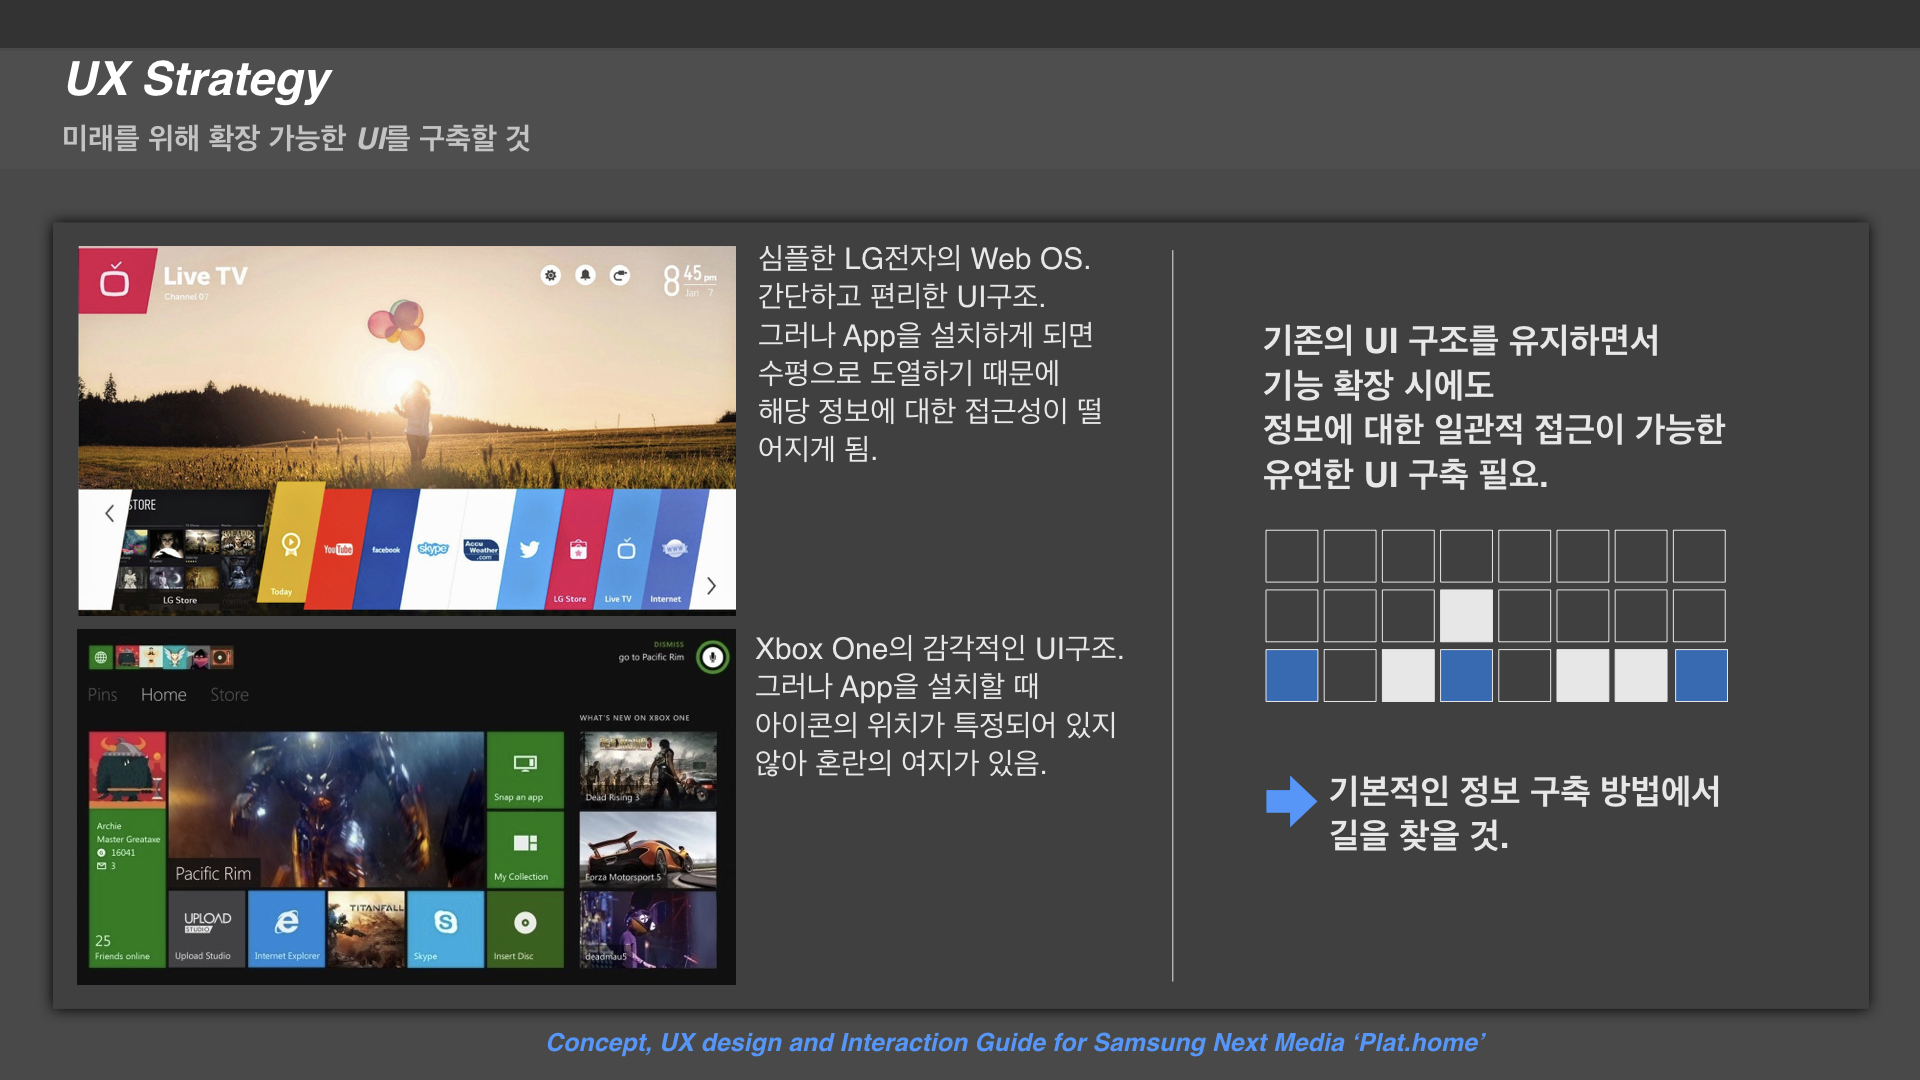 UX Strategy
미래를 위해 확장 가능한 UI를 구축할 것
Live TV
Channel 07
8 45 pm
Jan 7
STORE
LG Store
Today
YouTube
facebook
skype
Accu
Weather
.com
LG Store
Live TV
www
Internet
심플한 LG전자의 Web OS.
간단하고 편리한 UI구조.
그러나 App을 설치하게 되면
수평으로 도열하기 때문에
해당 정보에 대한 접근성이 떨
어지게 됨.
DISMISS
go to Pacific Rim
Pins Home Store
WHAT'S NEW ON XBOX ONE
Archie
Master Greataxe
16041
3
25
Friends online
Pacific Rim
Snap an app
My Collection
UPLOAD
STUDIO
Upload Studio
Internet Explorer
TITANFALL
Skype
Insert Disc
Dead Rising 3
Forza Motorsport 5
deadmau5
Xbox One의 감각적인 UI구조.
그러나 App을 설치할 때
아이콘의 위치가 특정되어 있지
않아 혼란의 여지가 있음.
기존의 UI 구조를 유지하면서
기능 확장 시에도
정보에 대한 일관적 접근이 가능한
유연한 UI 구축 필요.
기본적인 정보 구축 방법에서
길을 찾을 것.
Concept, UX design and Interaction Guide for Samsung Next Media ‘Plat.home’